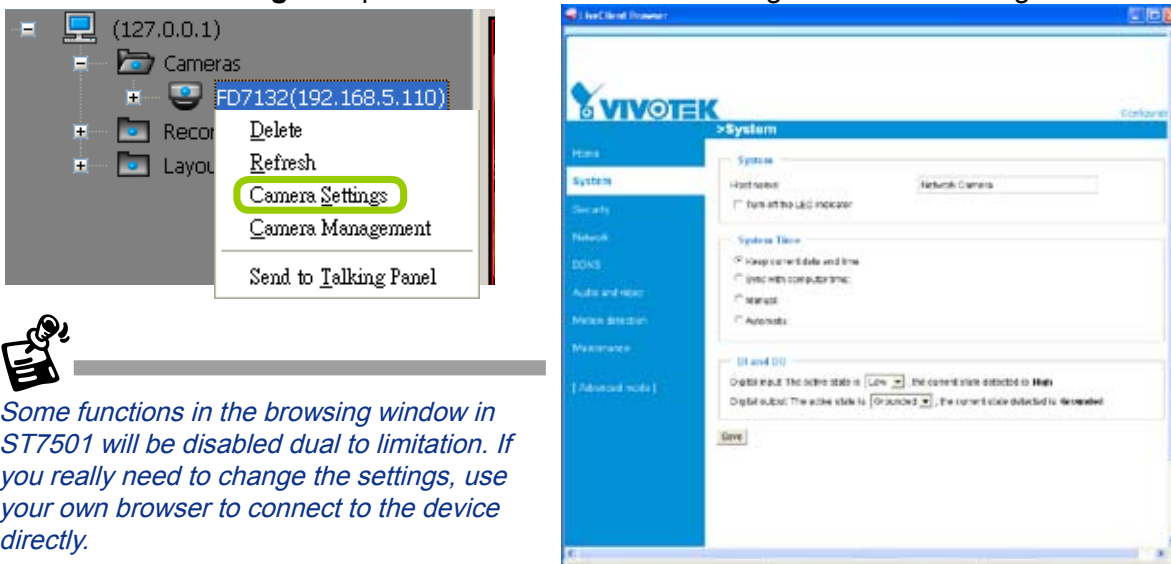 (127.0.0.1)
Cameras
FD7132(192.168.5.110)
Recor
Layou
Delete
Refresh
Camera Settings
Camera Management
Send to Talking Panel
Some functions in the browsing window in
ST7501 will be disabled dual to limitation. If
you really need to change the settings, use
your own browser to connect to the device
directly.
LiveClient Browser
VIVOTEK
>System
Home
System
Security
Network
DDNS
Audio and video
Motion detection
Maintenance
[ Advanced mode ]
System
Host name
Network Camera
Turn off the LED indicator
System Time
Keep current date and time
Sync with computer time:
Manual:
Automatic:
DI and DO
Digital input: The active state is Low , the current state detected is High
Digital output: The active state is Grounded , the current state detected is Grounded
Save